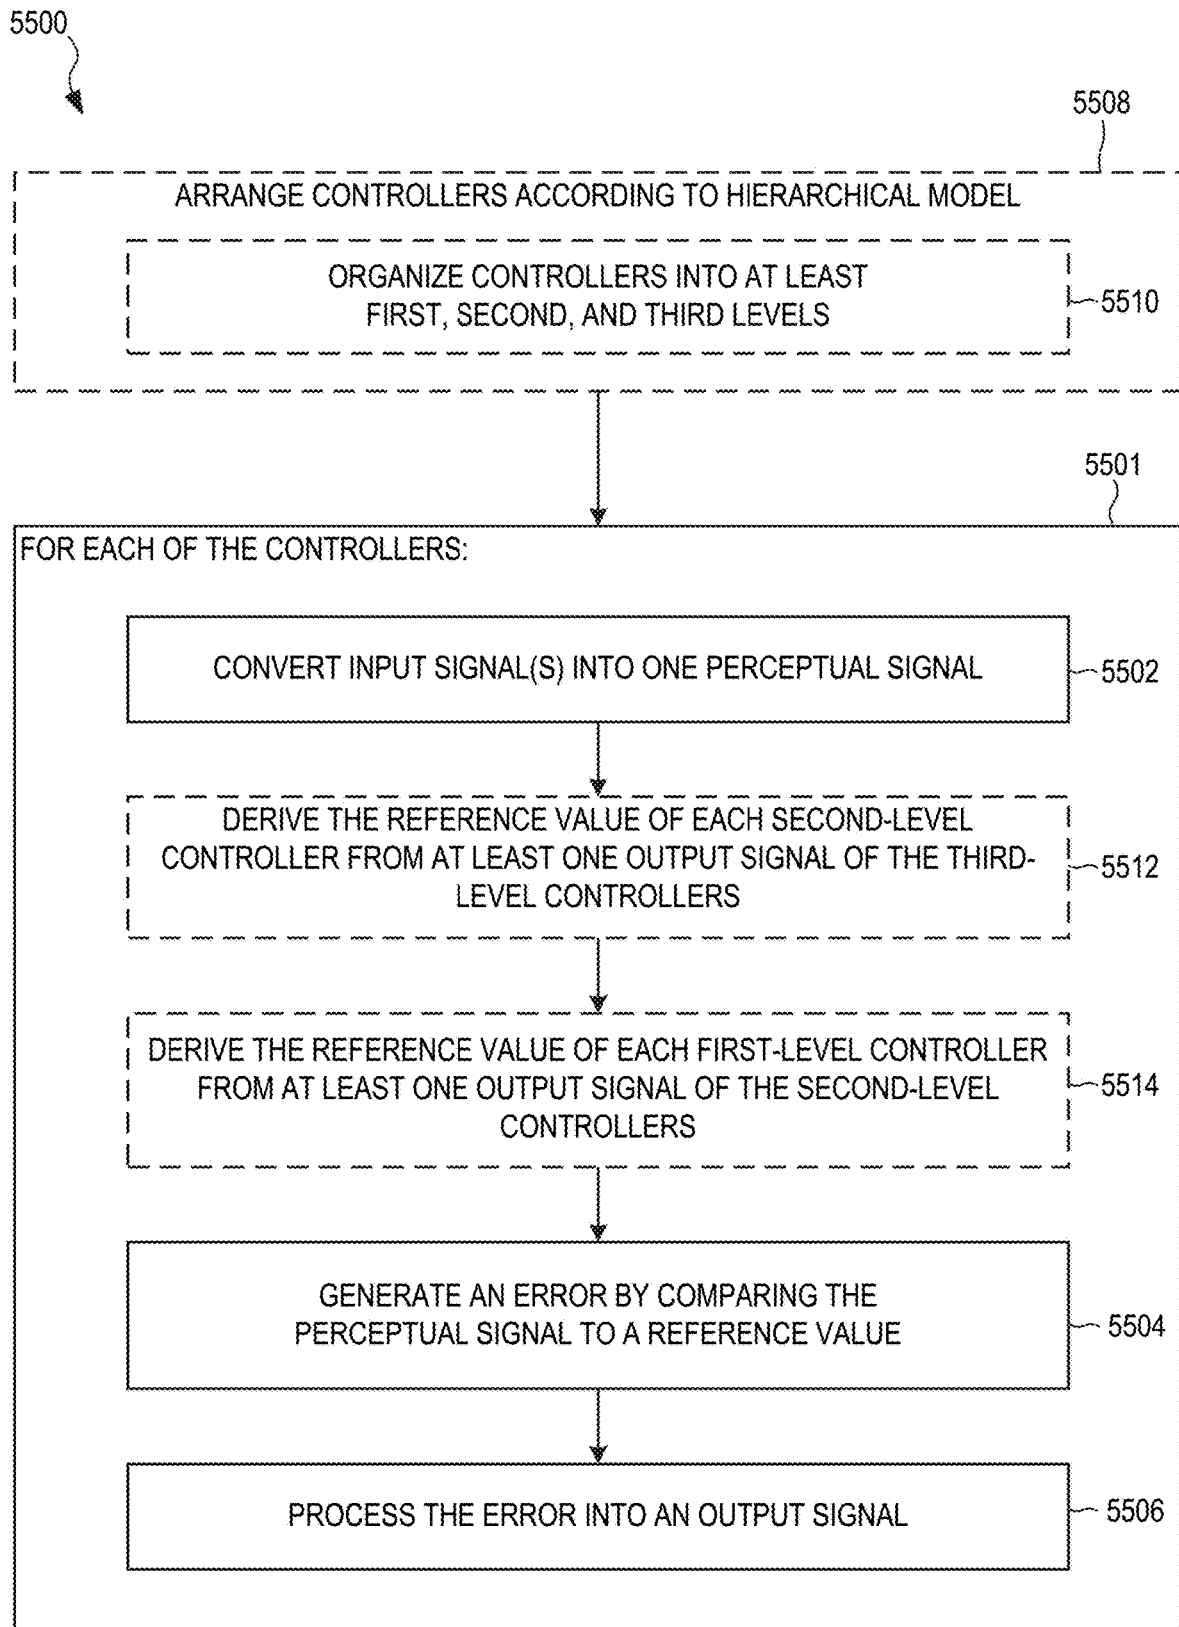 5500
5508
ARRANGE CONTROLLERS ACCORDING TO HIERARCHICAL MODEL
ORGANIZE CONTROLLERS INTO AT LEAST
FIRST, SECOND, AND THIRD LEVELS
5510
5501
FOR EACH OF THE CONTROLLERS:
CONVERT INPUT SIGNAL(S) INTO ONE PERCEPTUAL SIGNAL
5502
DERIVE THE REFERENCE VALUE OF EACH SECOND-LEVEL
CONTROLLER FROM AT LEAST ONE OUTPUT SIGNAL OF THE THIRD-
LEVEL CONTROLLERS
5512
DERIVE THE REFERENCE VALUE OF EACH FIRST-LEVEL CONTROLLER
FROM AT LEAST ONE OUTPUT SIGNAL OF THE SECOND-LEVEL
CONTROLLERS
5514
GENERATE AN ERROR BY COMPARING THE
PERCEPTUAL SIGNAL TO A REFERENCE VALUE
5504
PROCESS THE ERROR INTO AN OUTPUT SIGNAL
5506